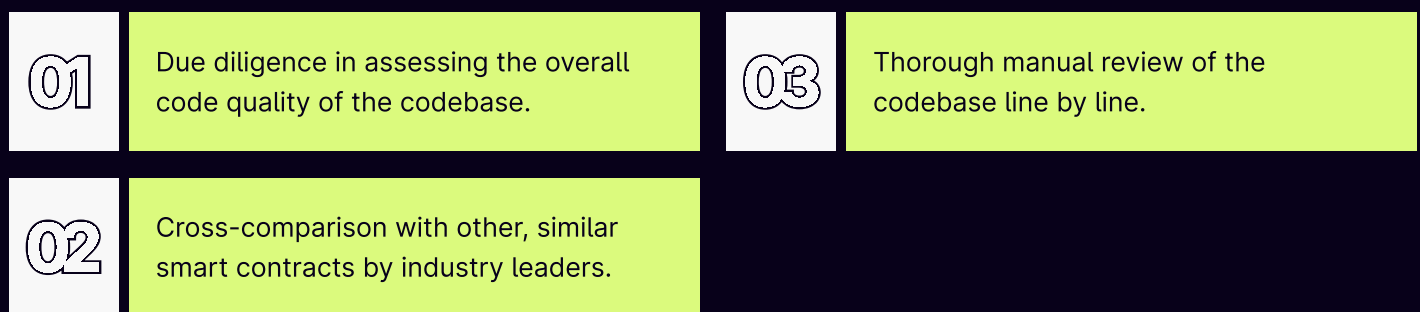 01
Due diligence in assessing the overall
code quality of the codebase.
02
Cross-comparison with other, similar
smart contracts by industry leaders.
03
Thorough manual review of the
codebase line by line.